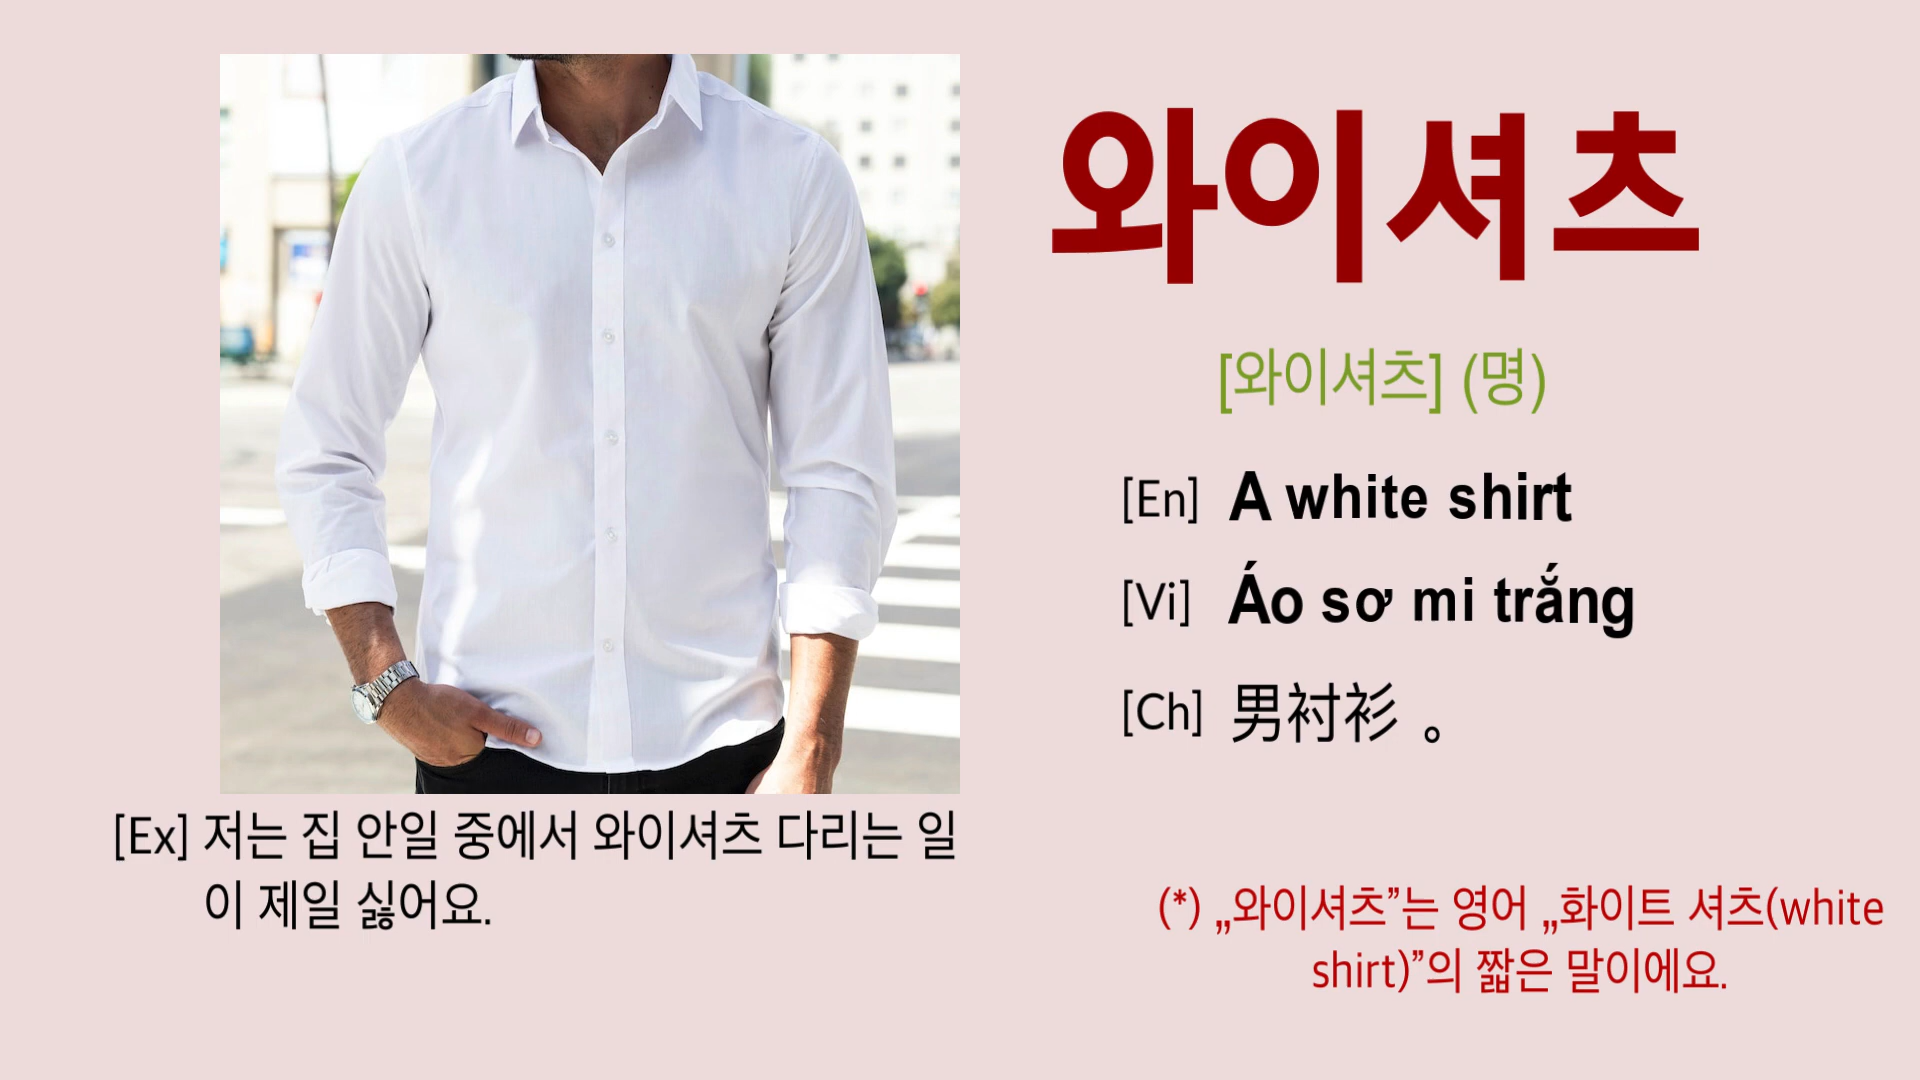 와이셔츠
[와이셔츠] (명)
[En] A white shirt
[Vi] Áo sơ mi trắng
[Ch] 男衬衫 。
[Ex] 저는 집 안일 중에서 와이셔츠 다리는 일
이 제일 싫어요.
(*) „와이셔츠”는 영어 „화이트 셔츠(white
shirt)”의 짧은 말이에요.